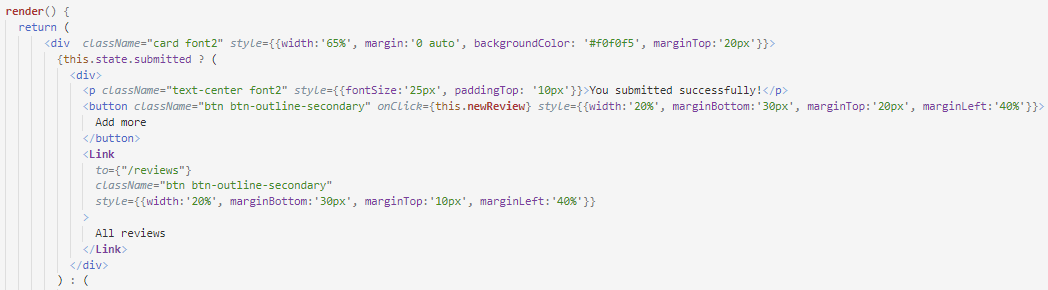 render() {
return (
<div className="card font2" style={{width:'65%', margin:'0 auto', backgroundColor: '#f0f0f5', marginTop:'20px'}}>
{this.state.submitted ? (
<div>
<p className="text-center font2" style={{fontSize:'25px', paddingTop: '10px'}}>You submitted successfully!</p>
<button className="btn btn-outline-secondary" onClick={this.newReview} style={{width:'20%', marginBottom:'30px', marginTop:'20px', marginLeft:'40%'}}>
Add more
</button>
<Link
to={"/reviews"}
className="btn btn-outline-secondary"
style={{width:'20%', marginBottom:'30px', marginTop:'10px', marginLeft:'40%'}}
>
All reviews
</Link>
</div>
) : (